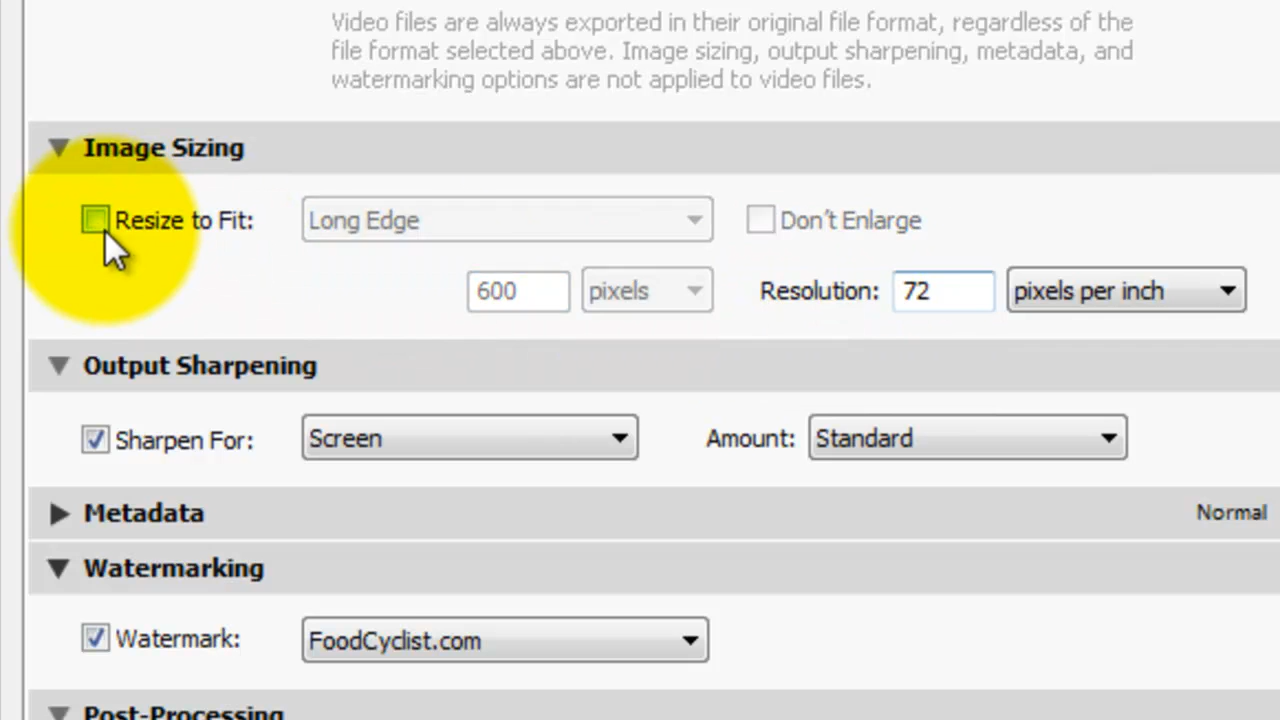 Video files are always exported in their original file format, regardless of the
file format selected above. Image sizing, output sharpening, metadata, and
watermarking options are not applied to video files.
Image Sizing
Resize to Fit: Long Edge Don't Enlarge
600 pixels Resolution: 72 pixels per inch
Output Sharpening
Sharpen For: Screen Amount: Standard
Metadata Normal
Watermarking
Watermark: FoodCyclist.com
Post-Processing